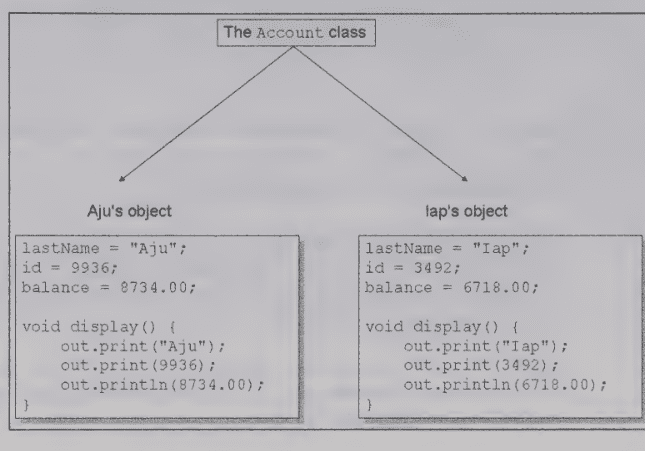 The Account class
Aju's object
lastName = "Aju";
id = 9936;
balance = 8734.00;
void display() {
out.print("Aju");
out.print(9936);
out.println(8734.00);
}
Iap's object
lastName = "Iap";
id = 3492;
balance = 6718.00;
void display() {
out.print("Iap");
out.print(3492);
out.println(6718.00);
}